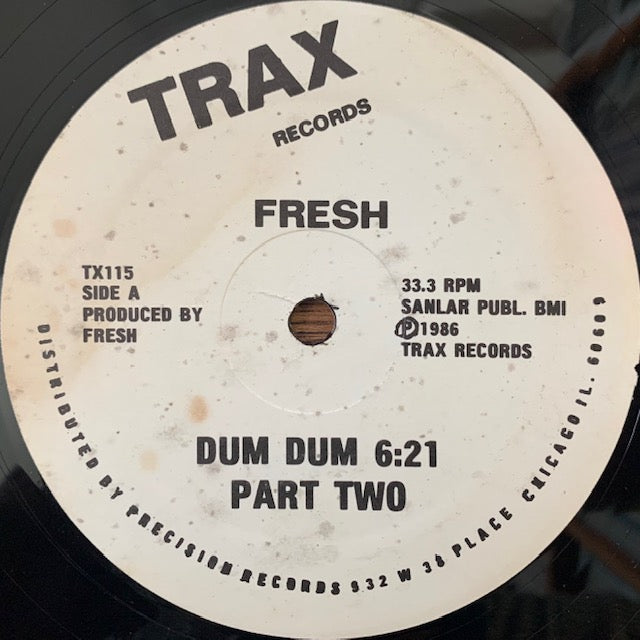 TRAX
RECORDS
FRESH
TX115
SIDE A
PRODUCED BY
FRESH
33.3 RPM
SANLAR PUBL. BMI
Ⓟ1986
TRAX RECORDS
DUM DUM 6:21
PART TWO
DISTRIBUTED BY PRECISION RECORDS 932 W 38 PLACE CHICAGO IL. 60609